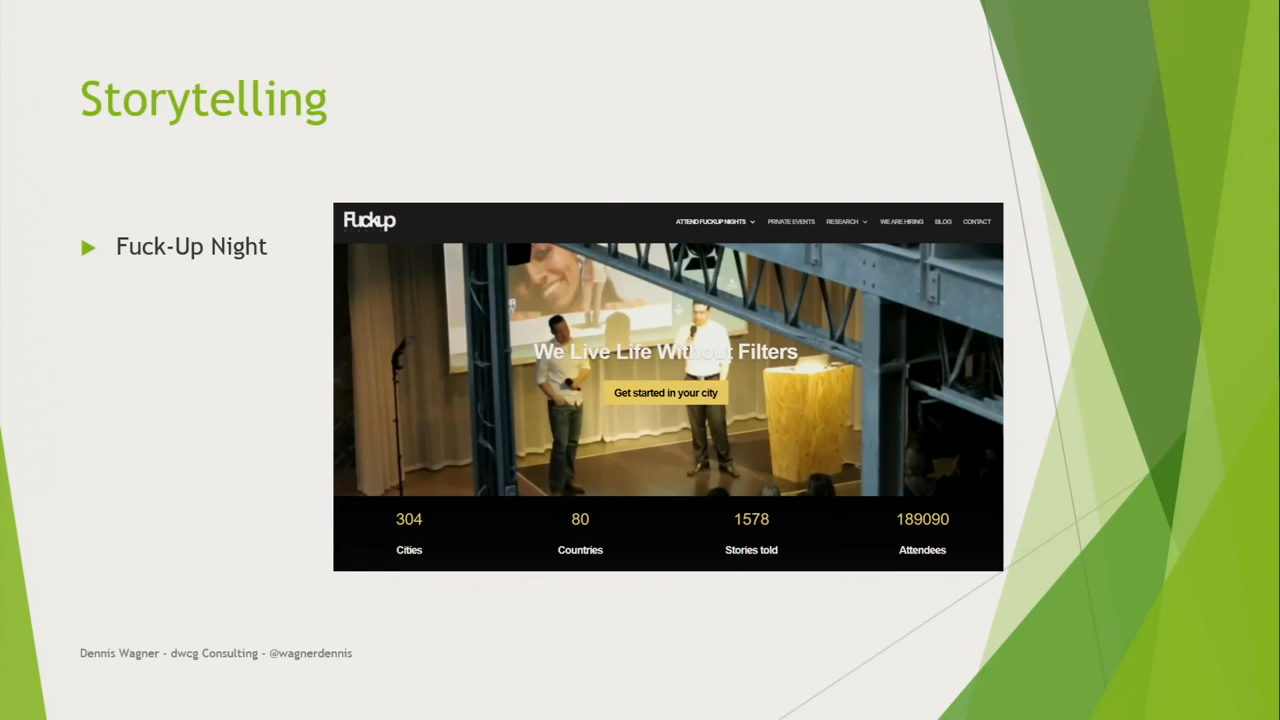 Storytelling
Fuck-Up Night
Fuckup
ATTEND FUCKUP NIGHTS PRIVATE EVENTS RESEARCH WE ARE HIRING BLOG CONTACT
We Live Life Without Filters
Get started in your city
304 80 1578 189090
Cities Countries Stories told Attendees
Dennis Wagner - dwcg Consulting - @wagnerdennis